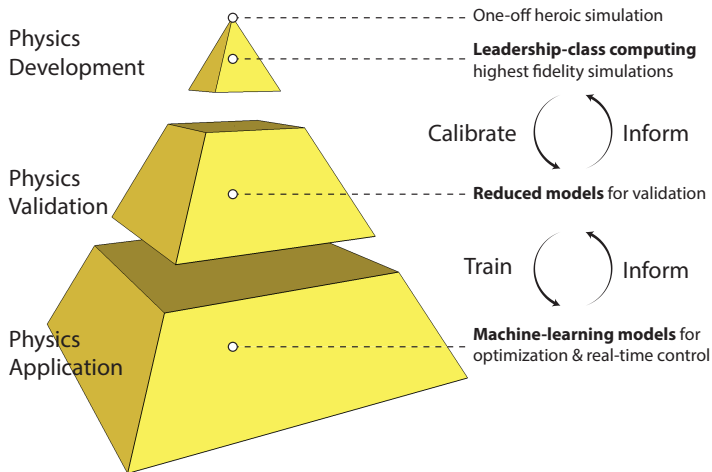 Physics
Development
One-off heroic simulation
Leadership-class computing
highest fidelity simulations
Calibrate
Inform
Physics
Validation
Reduced models for validation
Train
Inform
Physics
Application
Machine-learning models for
optimization & real-time control